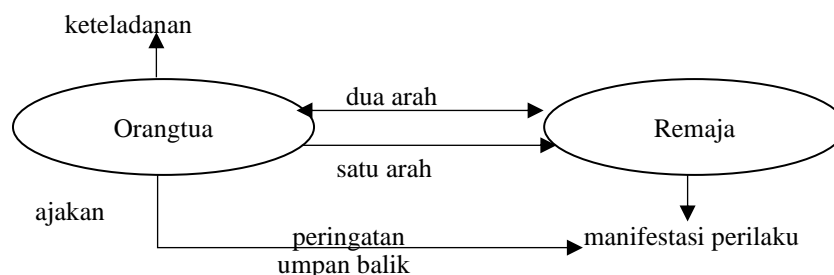 keteladanan
dua arah
Orangtua
Remaja
satu arah
ajakan
peringatan
manifestasi perilaku
umpan balik